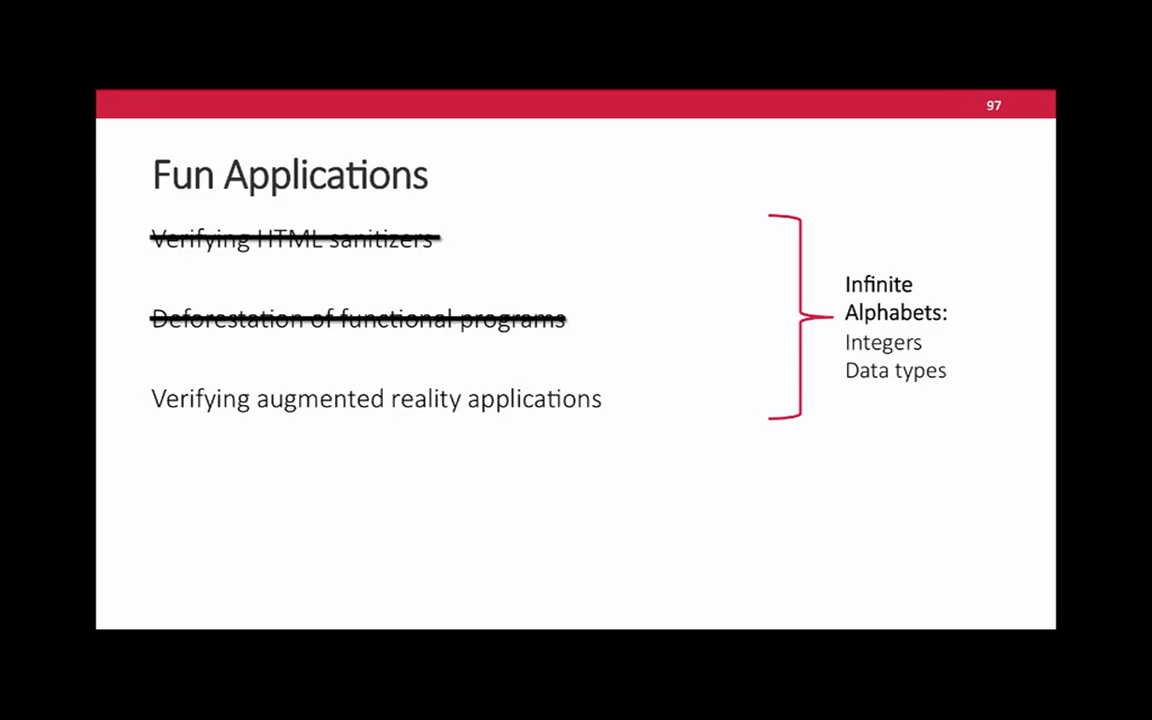 97
Fun Applications
Verifying HTML sanitizers
Deforestation of functional programs
Verifying augmented reality applications
Infinite
Alphabets:
Integers
Data types